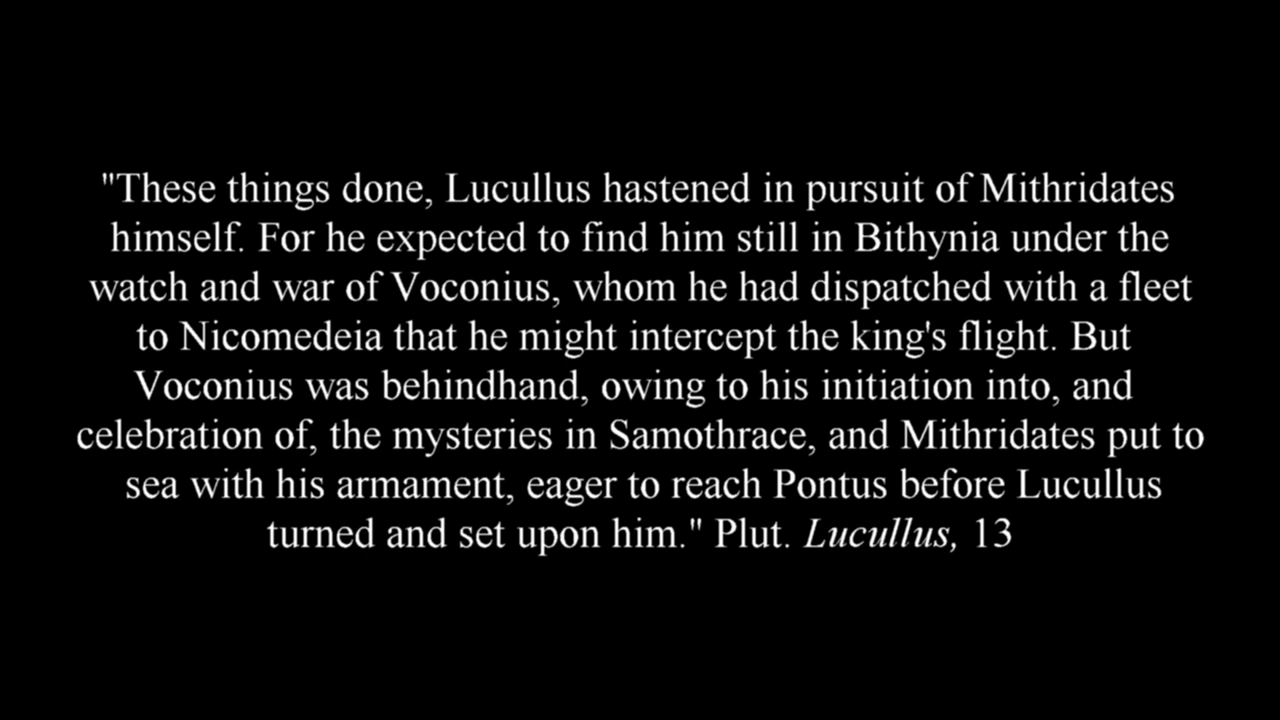 "These things done, Lucullus hastened in pursuit of Mithridates
himself. For he expected to find him still in Bithynia under the
watch and war of Voconius, whom he had dispatched with a fleet
to Nicomedeia that he might intercept the king's flight. But
Voconius was behindhand, owing to his initiation into, and
celebration of, the mysteries in Samothrace, and Mithridates put to
sea with his armament, eager to reach Pontus before Lucullus
turned and set upon him." Plut. Lucullus, 13